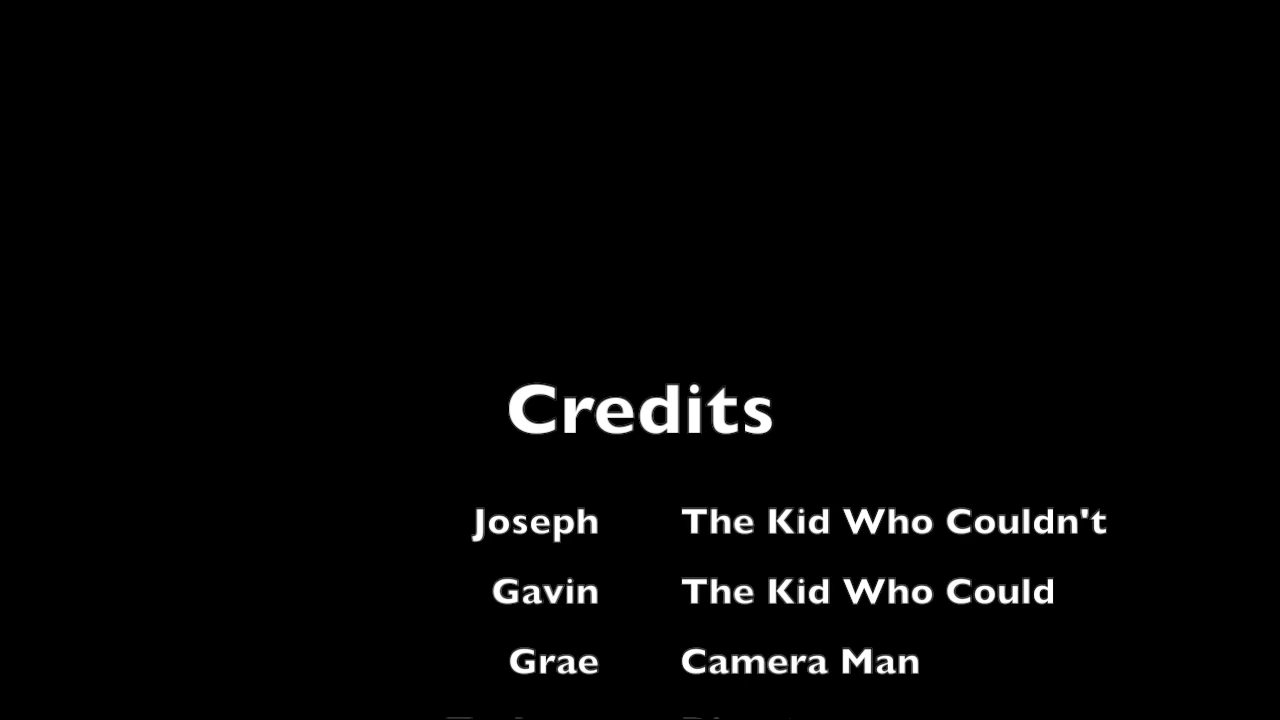 Credits
Joseph The Kid Who Couldn't
Gavin The Kid Who Could
Grae Camera Man